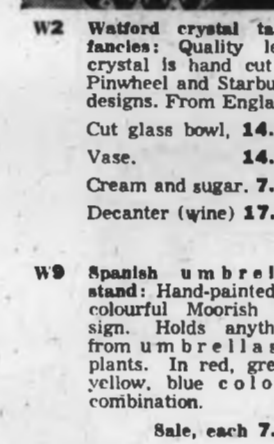 W2 Watford crystal ta
fancies: Quality le
crystal is hand cut
Pinwheel and Starbu
designs. From Engla
Cut glass bowl, 14.
Vase. 14.
Cream and sugar. 7.
Decanter (wine) 17.
W9 Spanish umbrel
stand: Hand-painted
colourful Moorish
sign. Holds anyth
from umbrellas
plants. In red, gre
yellow, blue colo
combination.
Sale, each 7.